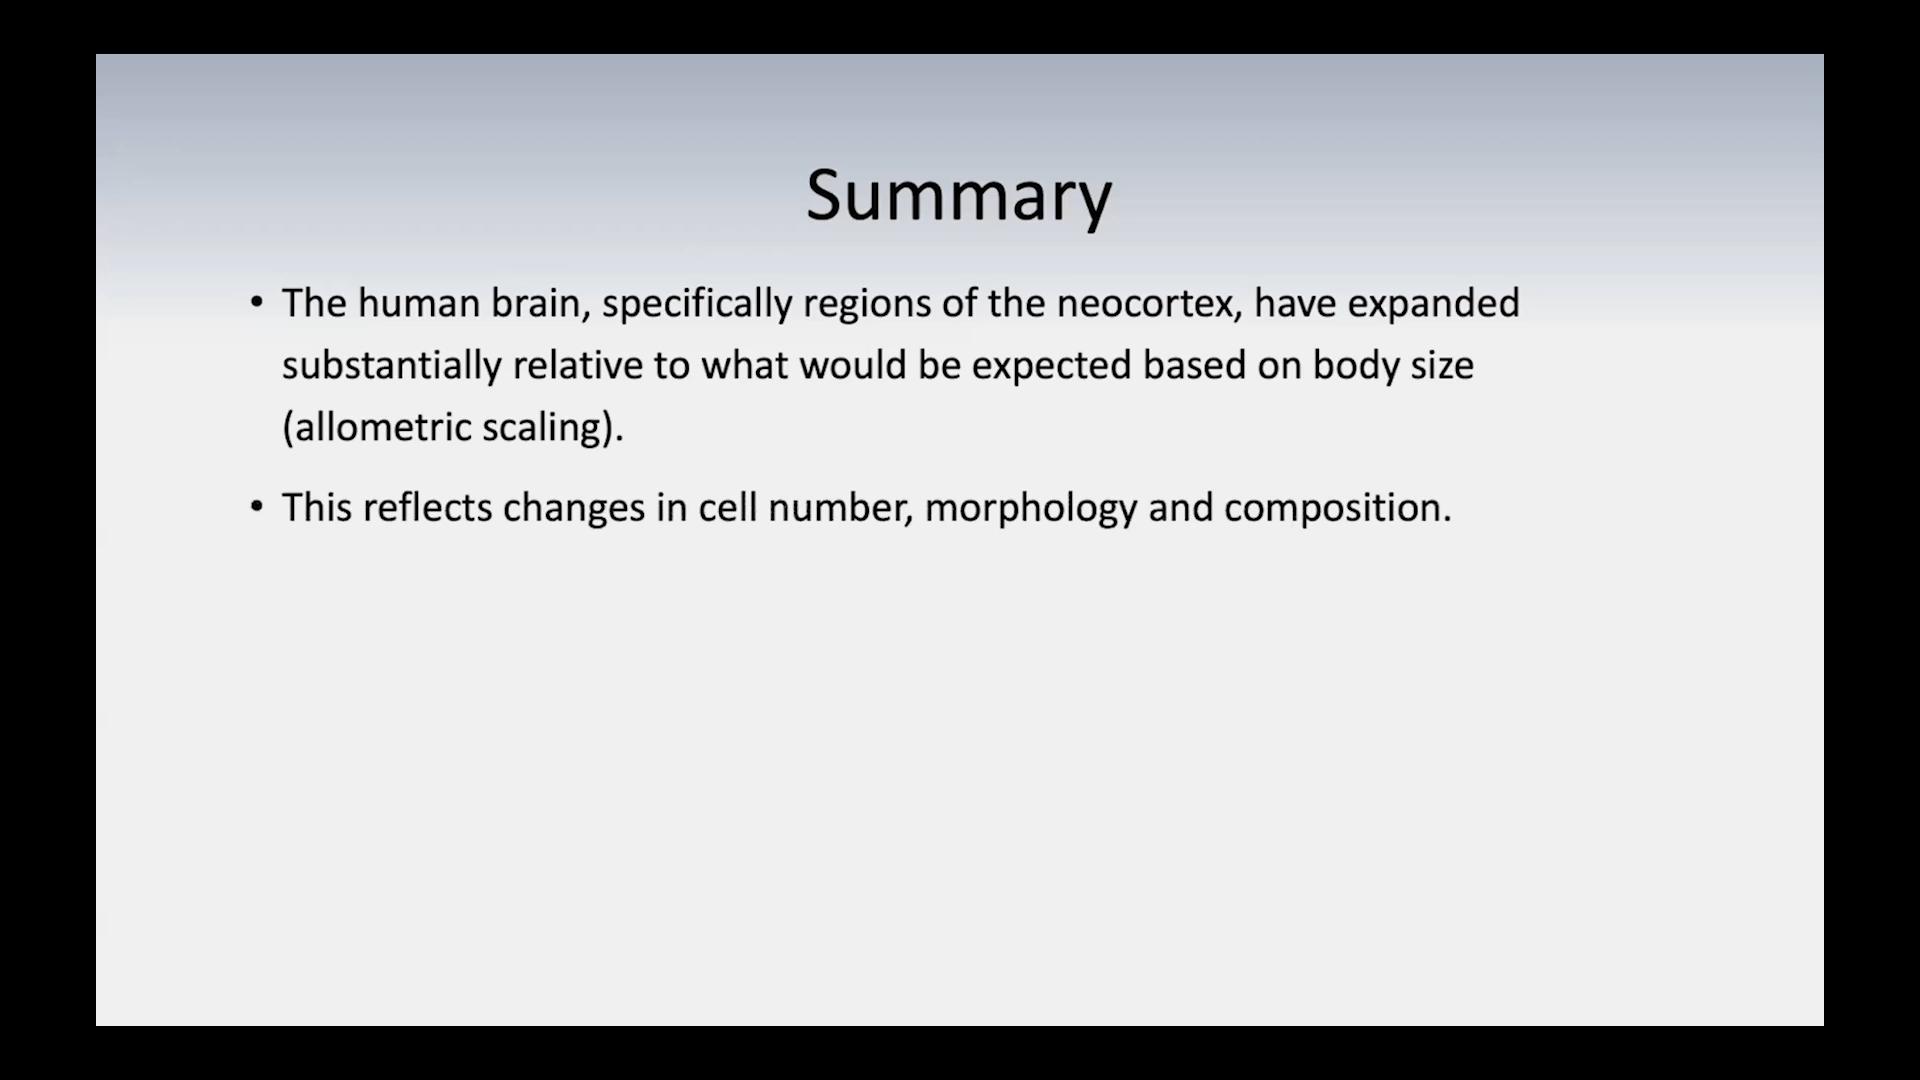 Summary
• The human brain, specifically regions of the neocortex, have expanded
substantially relative to what would be expected based on body size
(allometric scaling).
• This reflects changes in cell number, morphology and composition.